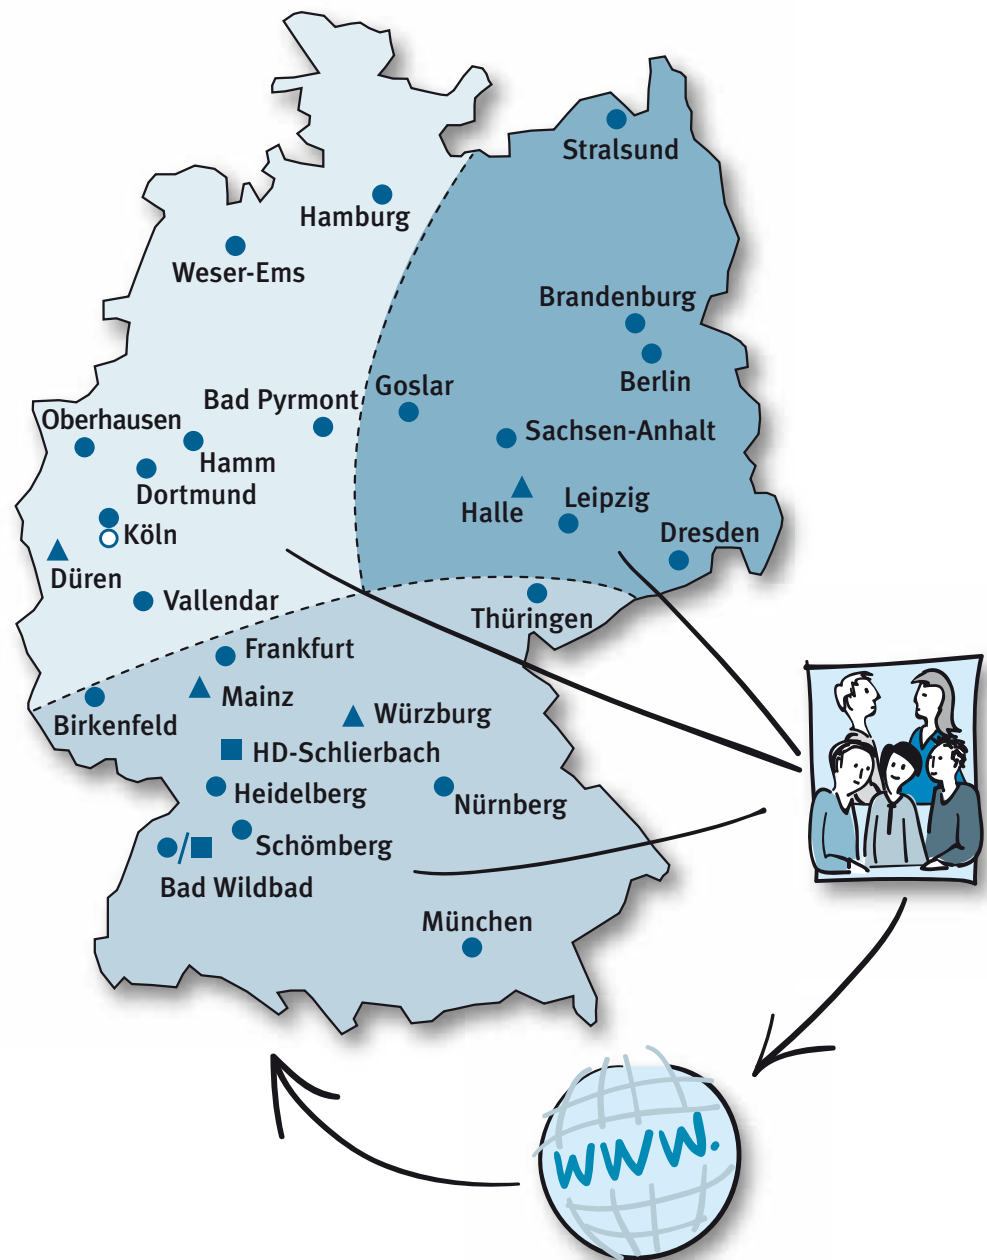 Stralsund
Hamburg
Weser-Ems
Brandenburg
Berlin
Goslar
Bad Pyrmont
Oberhausen
Sachsen-Anhalt
Hamm
Dortmund
Leipzig
Halle
Köln
Dresden
Düren
Vallendar
Thüringen
Frankfurt
Mainz
Würzburg
Birkenfeld
HD-Schlierbach
Heidelberg
Nürnberg
Schömberg
/
Bad Wildbad
München
www.